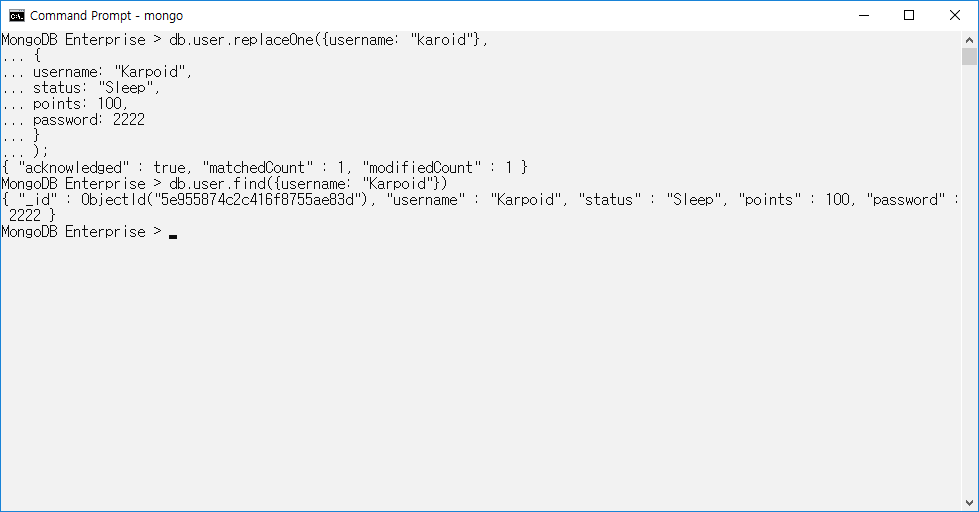 Command Prompt - mongo
MongoDB Enterprise > db.user.replaceOne({username: "karoid"},
... {
... username: "Karpoid",
... status: "Sleep",
... points: 100,
... password: 2222
... }
... );
{ "acknowledged" : true, "matchedCount" : 1, "modifiedCount" : 1 }
MongoDB Enterprise > db.user.find({username: "Karpoid"})
{ "_id" : ObjectId("5e955874c2c416f8755ae83d"), "username" : "Karpoid", "status" : "Sleep", "points" : 100, "password" :
2222 }
MongoDB Enterprise >